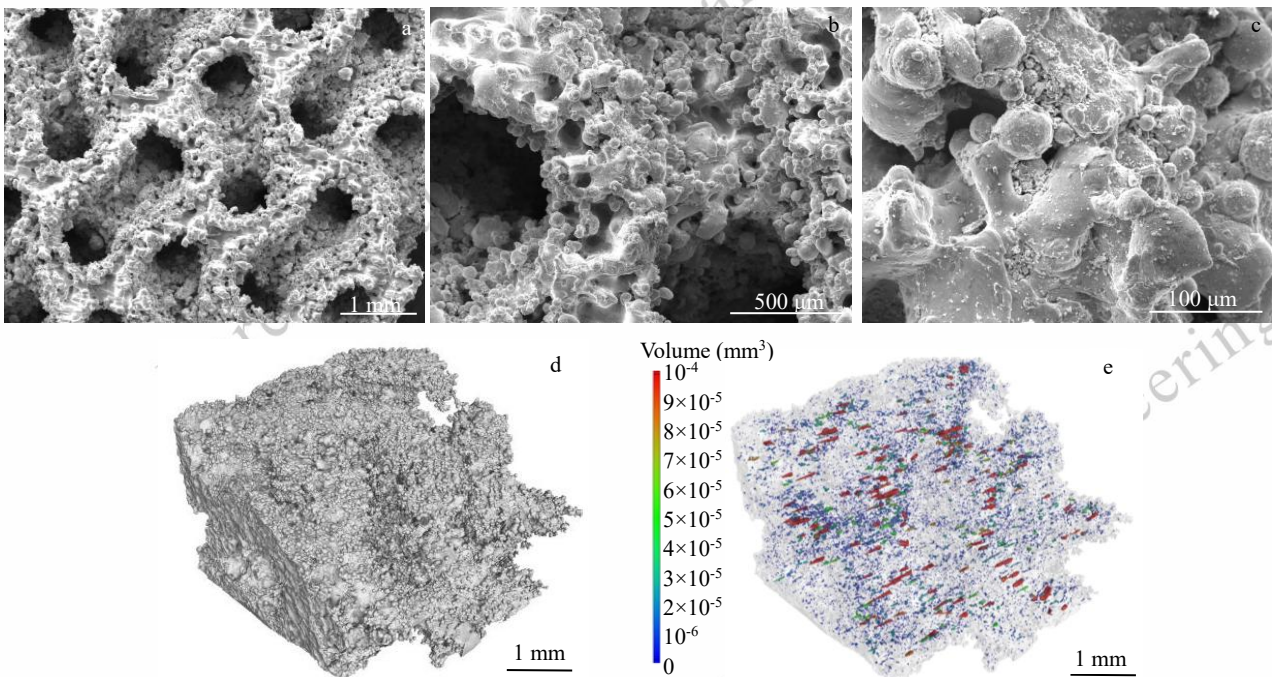 a
1 mm
b
500 μm
c
100 μm
d
1 mm
Volume (mm³)
10⁻⁴
9×10⁻⁵
8×10⁻⁵
7×10⁻⁵
6×10⁻⁵
5×10⁻⁵
4×10⁻⁵
3×10⁻⁵
2×10⁻⁵
10⁻⁶
0
e
1 mm